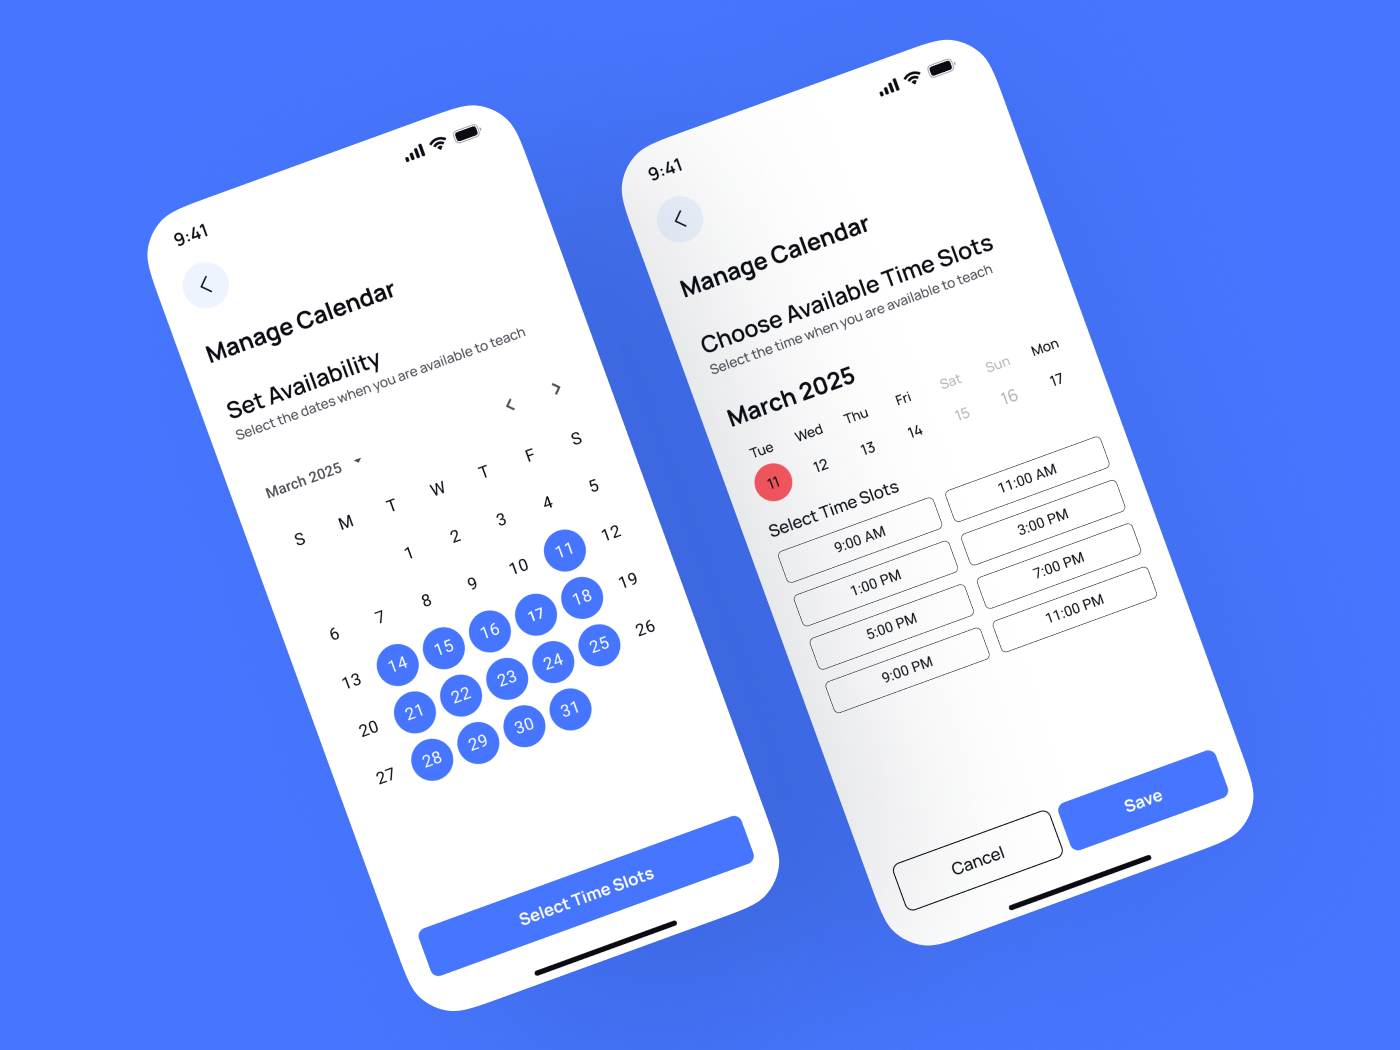 9:41
Manage Calendar
Set Availability
Select the dates when you are available to teach
March 2025
S M T W T F S
1 2 3 4 5
6 7 8 9 10 11 12
13 14 15 16 17 18 19
20 21 22 23 24 25 26
27 28 29 30 31
Select Time Slots
9:41
Manage Calendar
Choose Available Time Slots
Select the time when you are available to teach
March 2025
Tue Wed Thu Fri Sat Sun Mon
11 12 13 14 15 16 17
Select Time Slots
9:00 AM 11:00 AM
1:00 PM 3:00 PM
5:00 PM 7:00 PM
9:00 PM 11:00 PM
Cancel Save